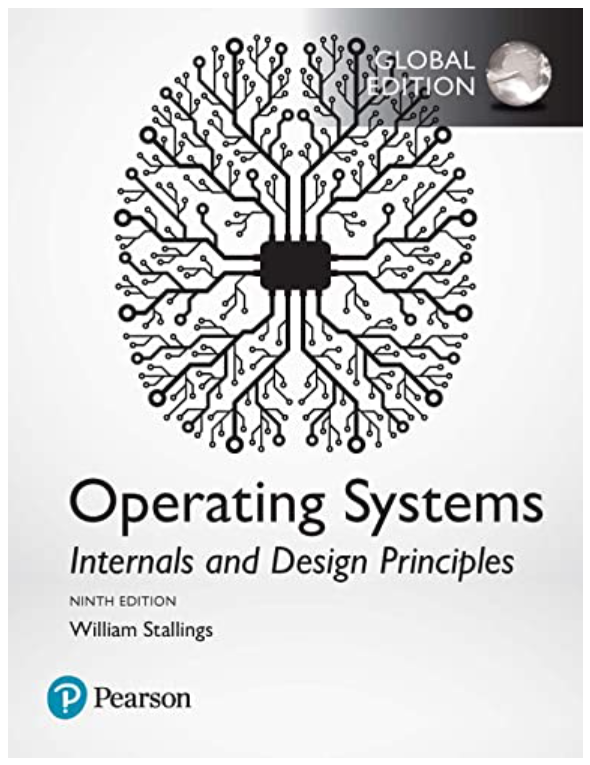 GLOBAL
EDITION
Operating Systems
Internals and Design Principles
NINTH EDITION
William Stallings
P Pearson